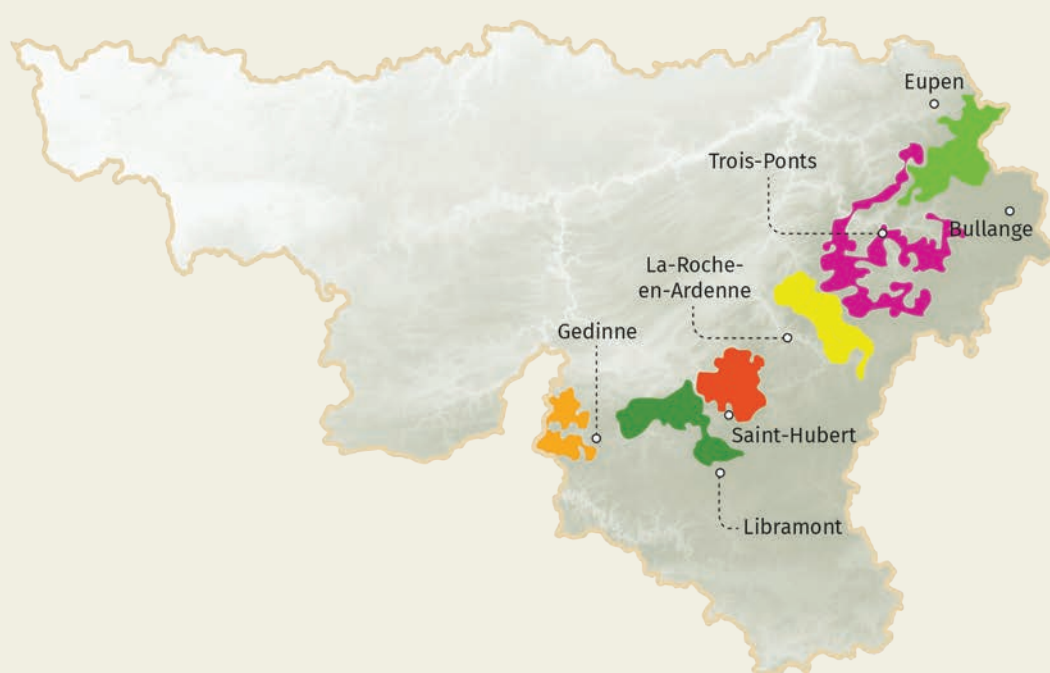 Eupen
Trois-Ponts
Bullange
La-Roche-
en-Ardenne
Gedinne
Saint-Hubert
Libramont